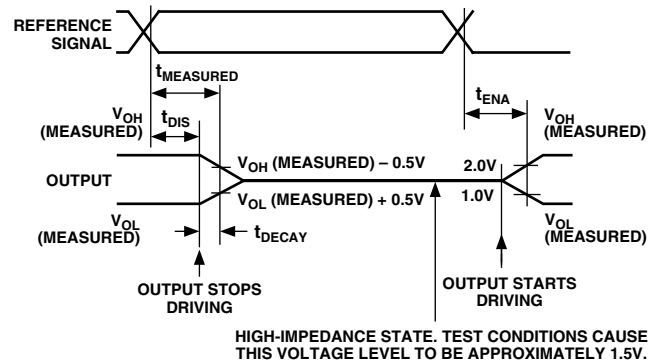 REFERENCE
SIGNAL
tMEASURED
tENA
VOH
(MEASURED)
tDIS
VOH
(MEASURED)
VOH (MEASURED) – 0.5V
2.0V
OUTPUT
VOL (MEASURED) + 0.5V
1.0V
VOL
(MEASURED)
tDECAY
VOL
(MEASURED)
OUTPUT STOPS
DRIVING
OUTPUT STARTS
DRIVING
HIGH-IMPEDANCE STATE. TEST CONDITIONS CAUSE
THIS VOLTAGE LEVEL TO BE APPROXIMATELY 1.5V.